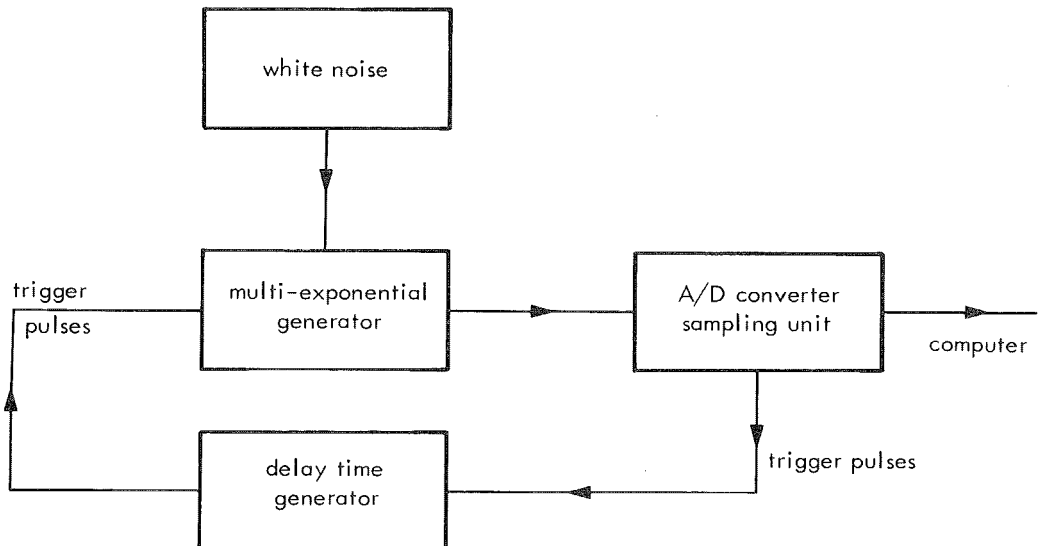 white noise
trigger
pulses
multi-exponential
generator
A/D converter
sampling unit
computer
delay time
generator
trigger pulses